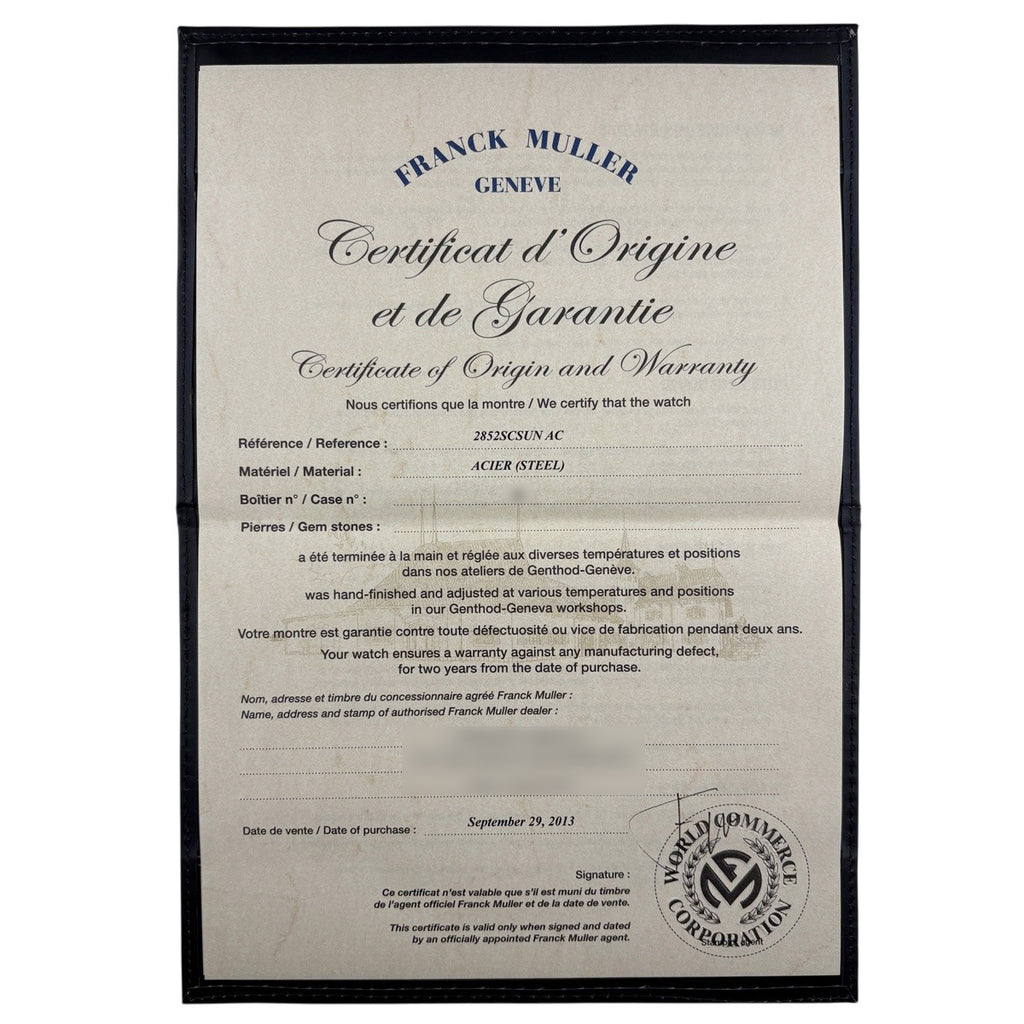 FRANCK MULLER
GENEVE
Certificat d'Origine
et de Garantie
Certificate of Origin and Warranty
Nous certifions que la montre / We certify that the watch
Référence / Reference : 2852SCSUN AC
Matériel / Material : ACIER (STEEL)
Boîtier n° / Case n° :
Pierres / Gem stones :
a été terminée à la main et réglée aux diverses températures et positions
dans nos ateliers de Genthod-Genève.
was hand-finished and adjusted at various temperatures and positions
in our Genthod-Geneva workshops.
Votre montre est garantie contre toute défectuosité ou vice de fabrication pendant deux ans.
Your watch ensures a warranty against any manufacturing defect,
for two years from the date of purchase.
Nom, adresse et timbre du concessionnaire agréé Franck Muller :
Name, address and stamp of authorised Franck Muller dealer :
Date de vente / Date of purchase : September 29, 2013
WORLD COMMERCE
CORPORATION
Signature :
Ce certificat n'est valable que s'il est muni du timbre
de l'agent officiel Franck Muller et de la date de vente.
This certificate is valid only when signed and dated
by an officially appointed Franck Muller agent.